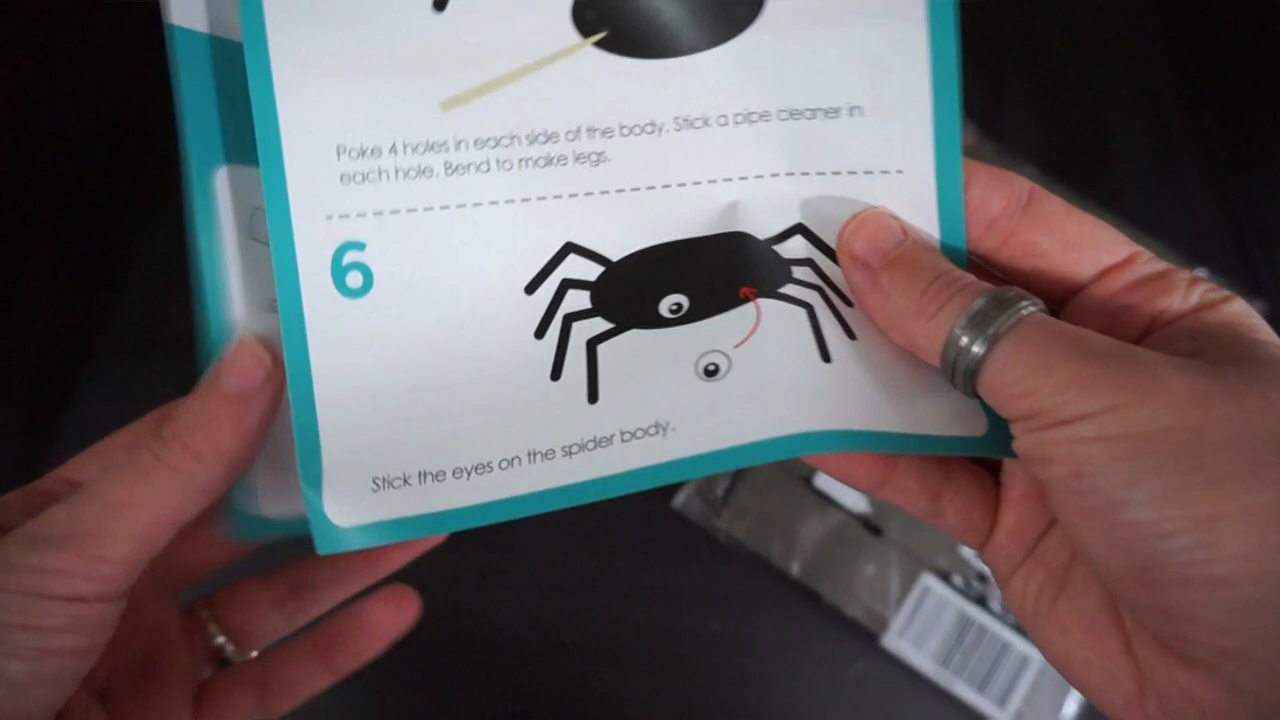 Poke 4 holes in each side of the body. Stick a pipe cleaner in
each hole. Bend to make legs.
6
Stick the eyes on the spider body.